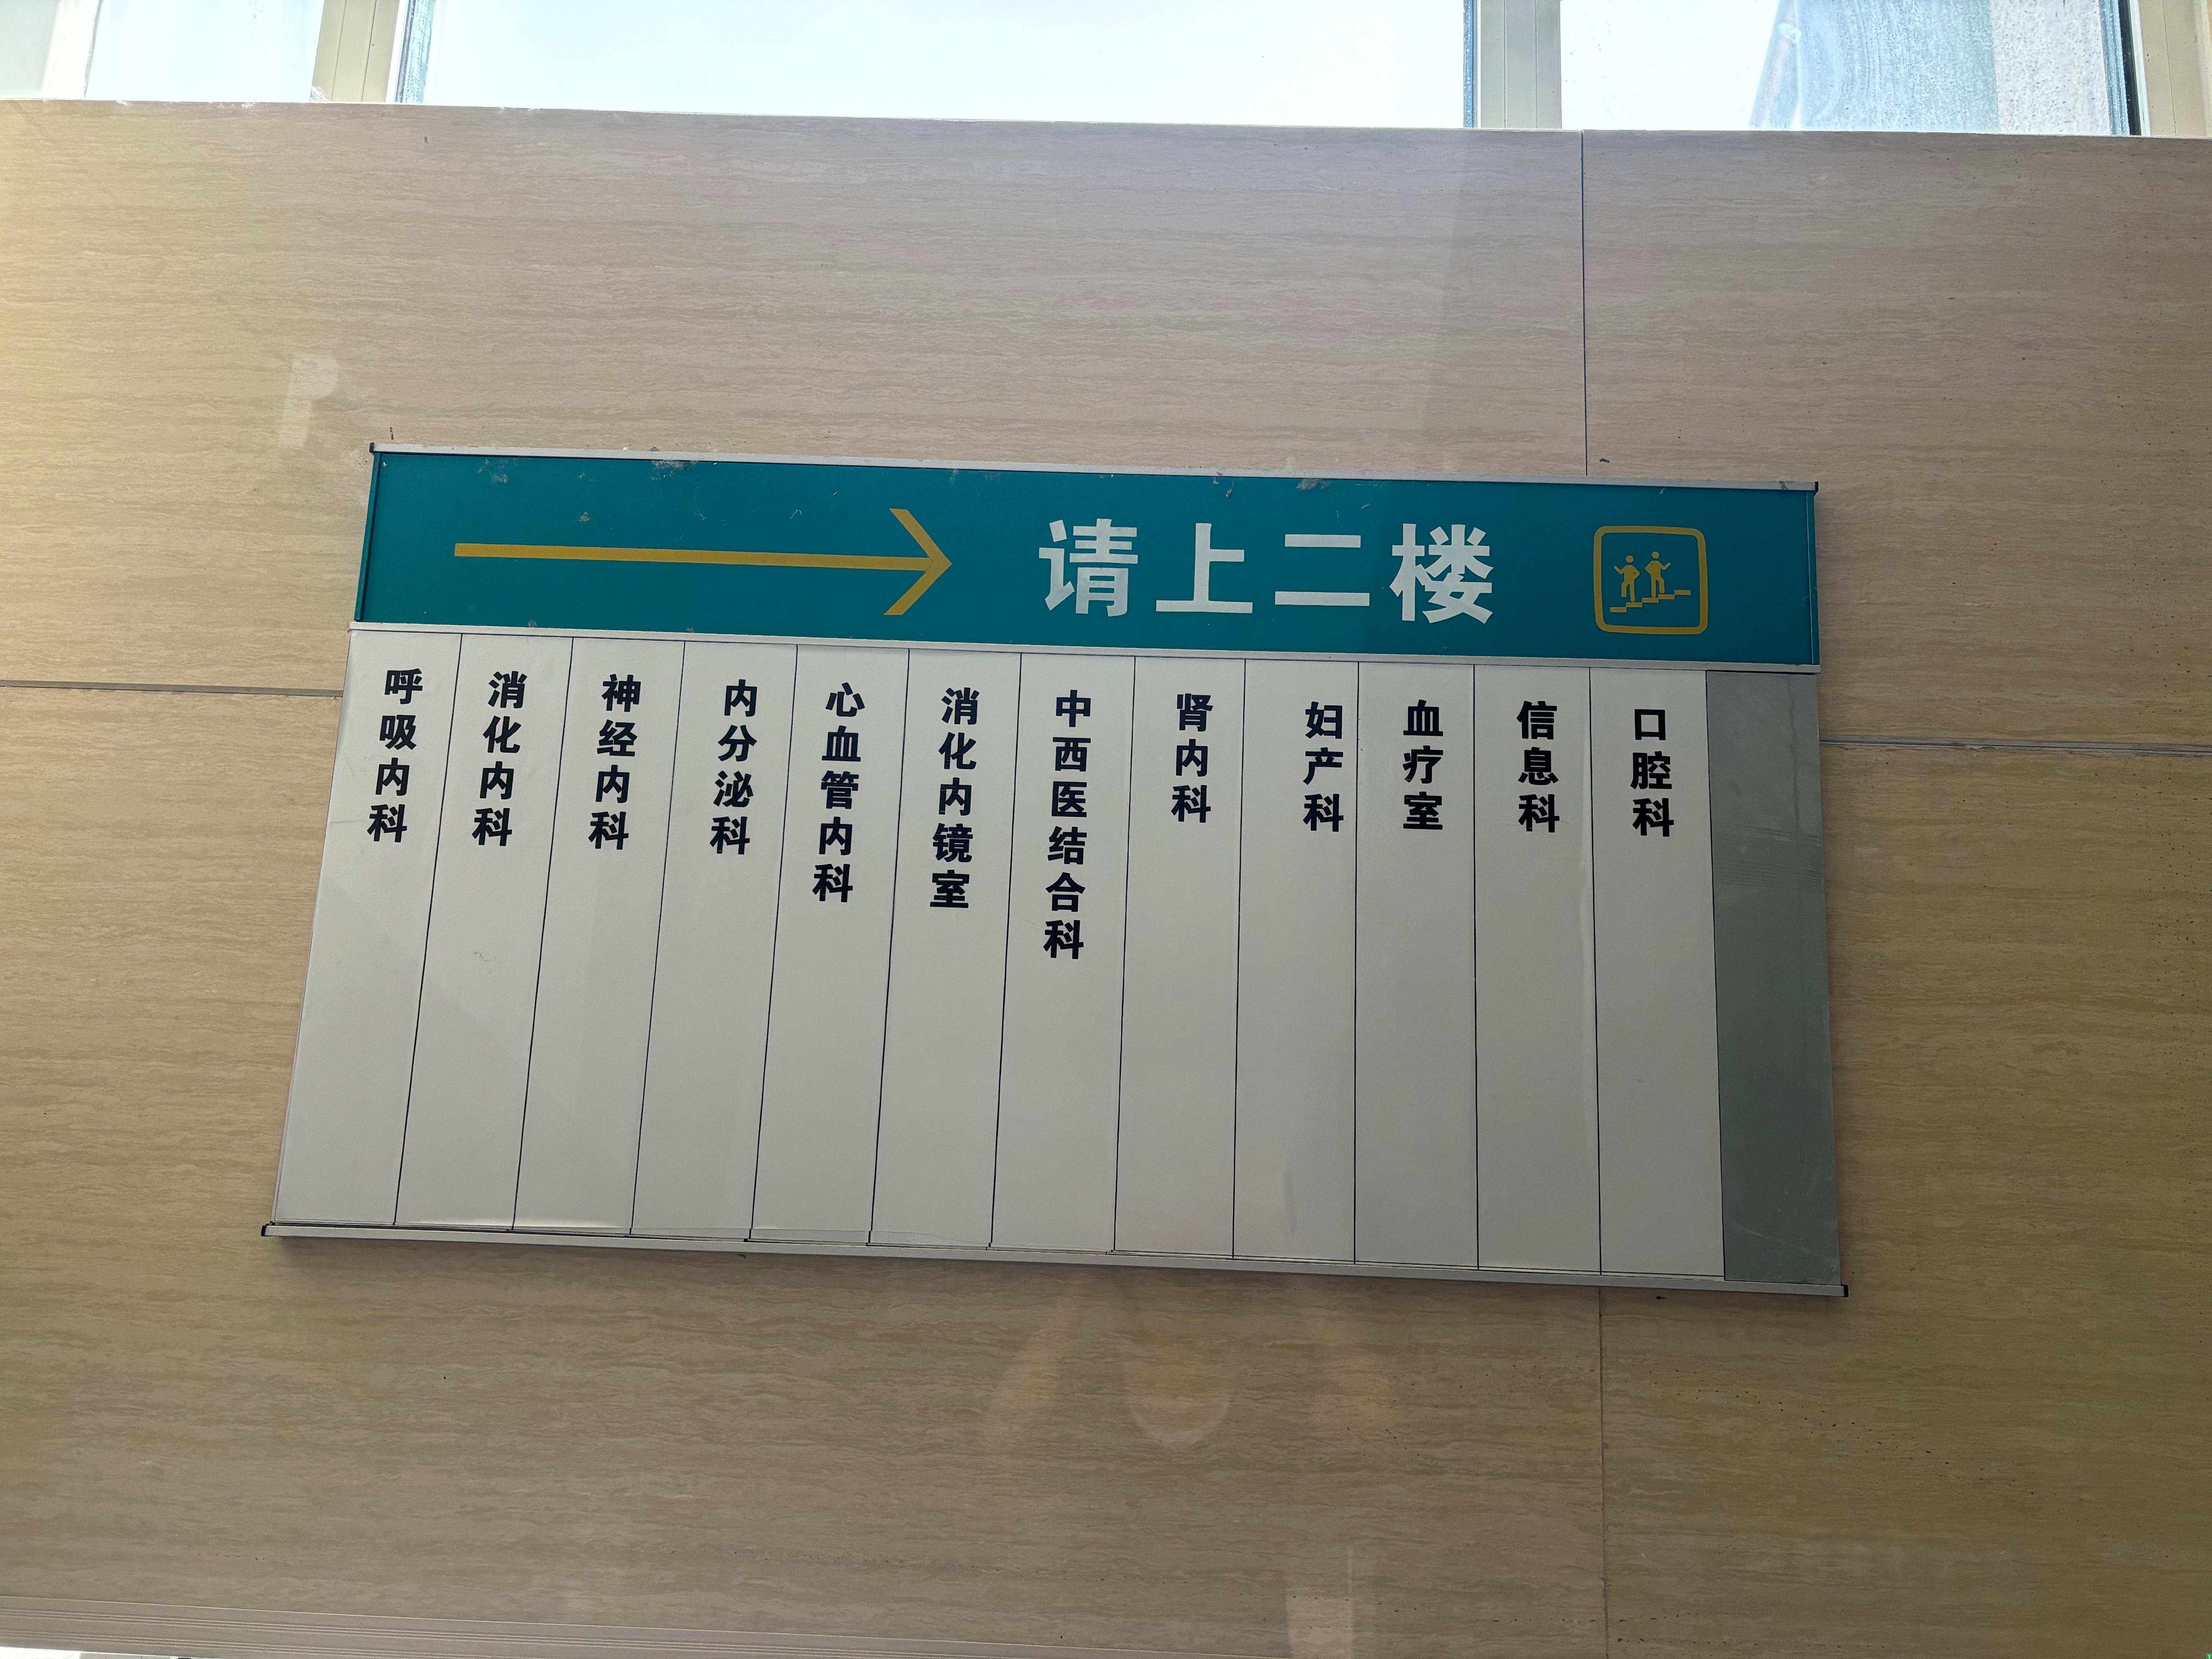 请上二楼
呼吸内科
消化内科
神经内科
内分泌科
心血管内科
消化内镜室
中西医结合科
肾内科
妇产科
血疗室
信息科
口腔科